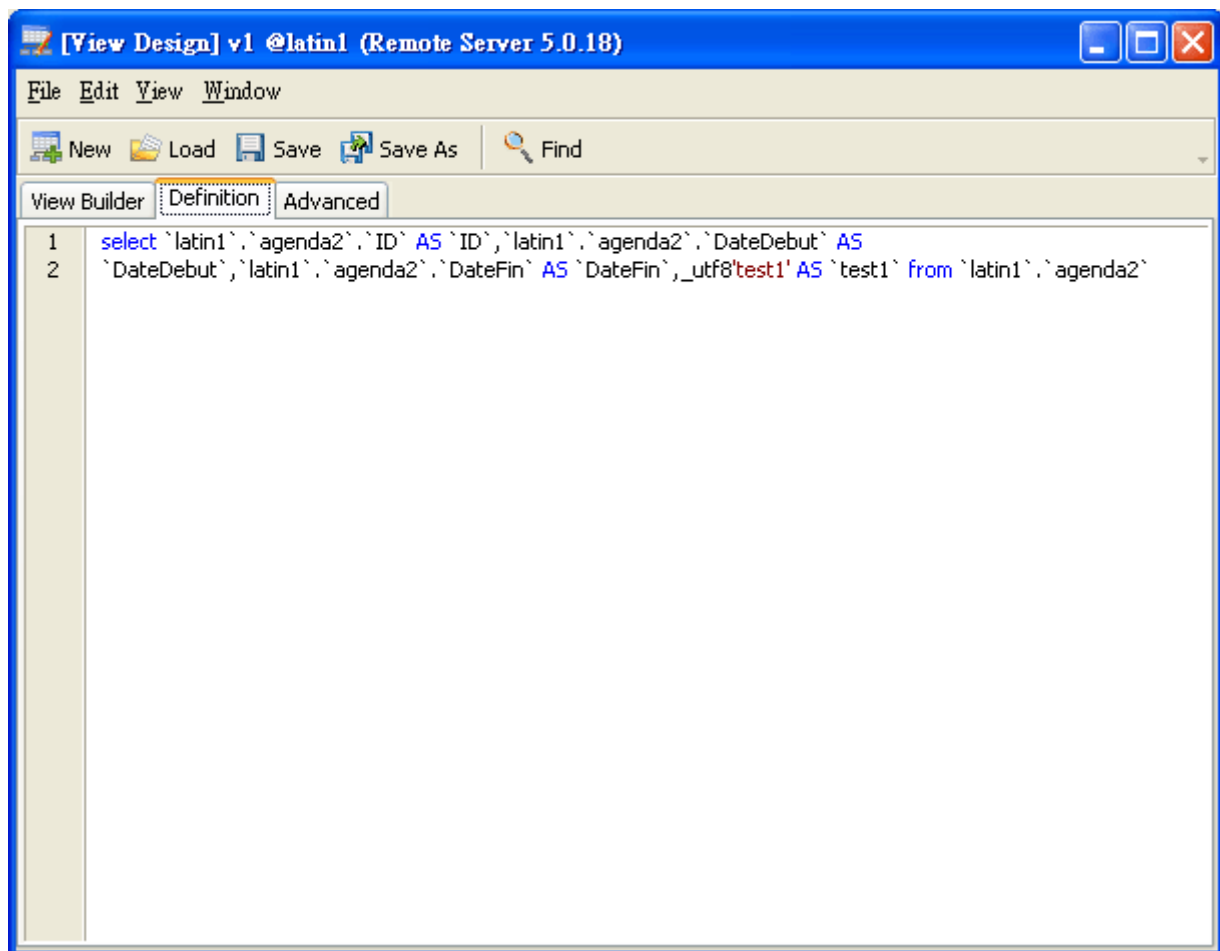 [View Design] v1 @latin1 (Remote Server 5.0.18)
File Edit View Window
New Load Save Save As Find
View Builder Definition Advanced
1 select `latin1`.`agenda2`.`ID` AS `ID`,`latin1`.`agenda2`.`DateDebut` AS
2 `DateDebut`,`latin1`.`agenda2`.`DateFin` AS `DateFin`,_utf8'test1' AS `test1` from `latin1`.`agenda2`